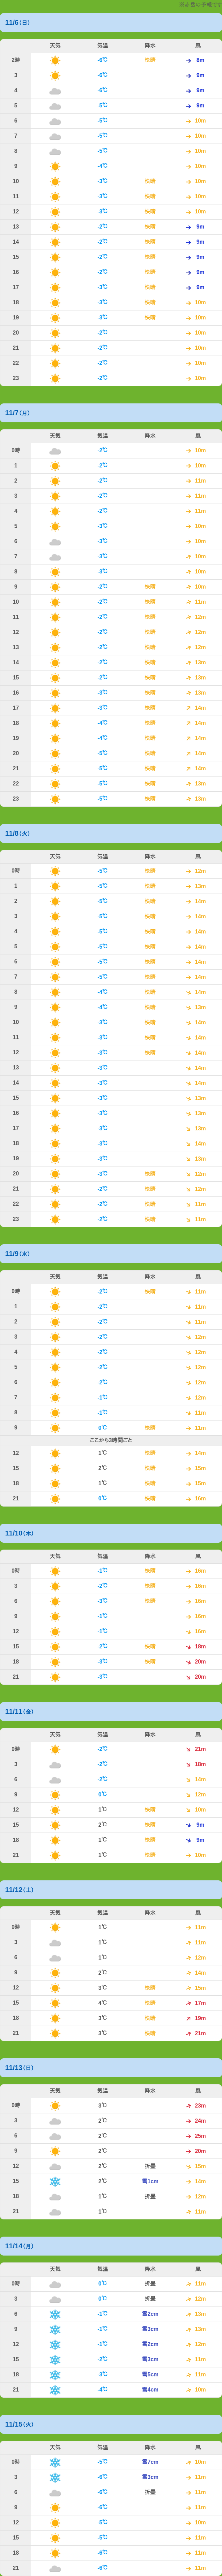 11/6(日)
天気 気温 降水 風
2時 -6℃ 快晴 8m
3 -6℃ 9m
4 -6℃ 9m
5 -5℃ 9m
6 -5℃ 10m
7 -5℃ 10m
8 -5℃ 10m
9 -4℃ 10m
10 -3℃ 快晴 10m
11 -3℃ 快晴 10m
12 -3℃ 快晴 10m
13 -2℃ 快晴 9m
14 -2℃ 快晴 9m
15 -2℃ 快晴 9m
16 -2℃ 快晴 9m
17 -3℃ 快晴 9m
18 -3℃ 快晴 10m
19 -3℃ 快晴 10m
20 -2℃ 10m
21 -2℃ 10m
22 -2℃ 10m
23 -2℃ 10m
11/7(月)
天気 気温 降水 風
0時 -2℃ 10m
1 -2℃ 10m
2 -2℃ 11m
3 -2℃ 11m
4 -2℃ 11m
5 -3℃ 10m
6 -3℃ 10m
7 -3℃ 10m
8 -3℃ 10m
9 -2℃ 快晴 10m
10 -2℃ 快晴 11m
11 -2℃ 快晴 12m
12 -2℃ 快晴 12m
13 -2℃ 快晴 12m
14 -2℃ 快晴 13m
15 -2℃ 快晴 13m
16 -3℃ 快晴 13m
17 -3℃ 快晴 14m
18 -4℃ 快晴 14m
19 -4℃ 快晴 14m
20 -5℃ 快晴 14m
21 -5℃ 快晴 14m
22 -5℃ 快晴 13m
23 -5℃ 快晴 13m
11/8(火)
天気 気温 降水 風
0時 -5℃ 快晴 12m
1 -5℃ 快晴 13m
2 -5℃ 快晴 14m
3 -5℃ 快晴 14m
4 -5℃ 快晴 14m
5 -5℃ 快晴 14m
6 -5℃ 快晴 14m
7 -5℃ 快晴 14m
8 -4℃ 快晴 14m
9 -4℃ 快晴 13m
10 -3℃ 快晴 14m
11 -3℃ 快晴 14m
12 -3℃ 快晴 14m
13 -3℃ 14m
14 -3℃ 14m
15 -3℃ 13m
16 -3℃ 13m
17 -3℃ 13m
18 -3℃ 14m
19 -3℃ 13m
20 -3℃ 快晴 12m
21 -2℃ 快晴 12m
22 -2℃ 快晴 11m
23 -2℃ 快晴 11m
11/9(水)
天気 気温 降水 風
0時 -2℃ 快晴 11m
1 -2℃ 11m
2 -2℃ 11m
3 -2℃ 12m
4 -2℃ 12m
5 -2℃ 12m
6 -2℃ 12m
7 -1℃ 12m
8 -1℃ 11m
9 0℃ 快晴 11m
ここから3時間ごと
12 1℃ 快晴 14m
15 2℃ 快晴 15m
18 1℃ 快晴 15m
21 0℃ 快晴 16m
11/10(木)
天気 気温 降水 風
0時 -1℃ 快晴 16m
3 -2℃ 快晴 16m
6 -3℃ 快晴 16m
9 -1℃ 16m
12 -1℃ 16m
15 -2℃ 快晴 18m
18 -3℃ 快晴 20m
21 -3℃ 20m
11/11(金)
天気 気温 降水 風
0時 -2℃ 21m
3 -2℃ 18m
6 -2℃ 14m
9 0℃ 12m
12 1℃ 快晴 10m
15 2℃ 快晴 9m
18 1℃ 快晴 9m
21 1℃ 快晴 10m
11/12(土)
天気 気温 降水 風
0時 1℃ 11m
3 1℃ 11m
6 1℃ 12m
9 2℃ 14m
12 3℃ 快晴 15m
15 4℃ 快晴 17m
18 3℃ 快晴 19m
21 3℃ 快晴 21m
11/13(日)
天気 気温 降水 風
0時 3℃ 23m
3 2℃ 24m
6 2℃ 25m
9 2℃ 20m
12 2℃ 折畳 15m
15 2℃ 雪1cm 14m
18 1℃ 折畳 12m
21 1℃ 11m
11/14(月)
天気 気温 降水 風
0時 0℃ 折畳 11m
3 0℃ 折畳 12m
6 -1℃ 雪2cm 13m
9 -1℃ 雪3cm 13m
12 -1℃ 雪2cm 12m
15 -2℃ 雪3cm 11m
18 -3℃ 雪5cm 11m
21 -4℃ 雪4cm 10m
11/15(火)
天気 気温 降水 風
0時 -5℃ 雪7cm 10m
3 -6℃ 雪3cm 11m
6 -6℃ 折畳 11m
9 -6℃ 11m
12 -5℃ 10m
15 -5℃ 11m
18 -6℃ 11m
21 -6℃ 11m